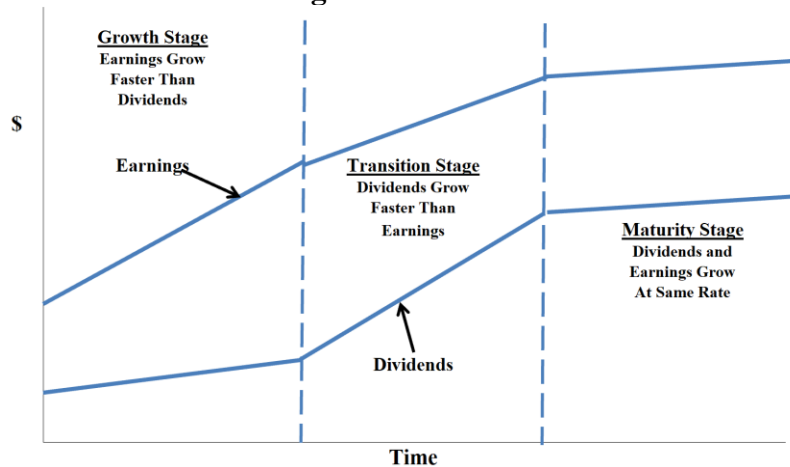 Growth Stage
Earnings Grow
Faster Than
Dividends
$
Earnings
Transition Stage
Dividends Grow
Faster Than
Earnings
Maturity Stage
Dividends and
Earnings Grow
At Same Rate
Dividends
Time